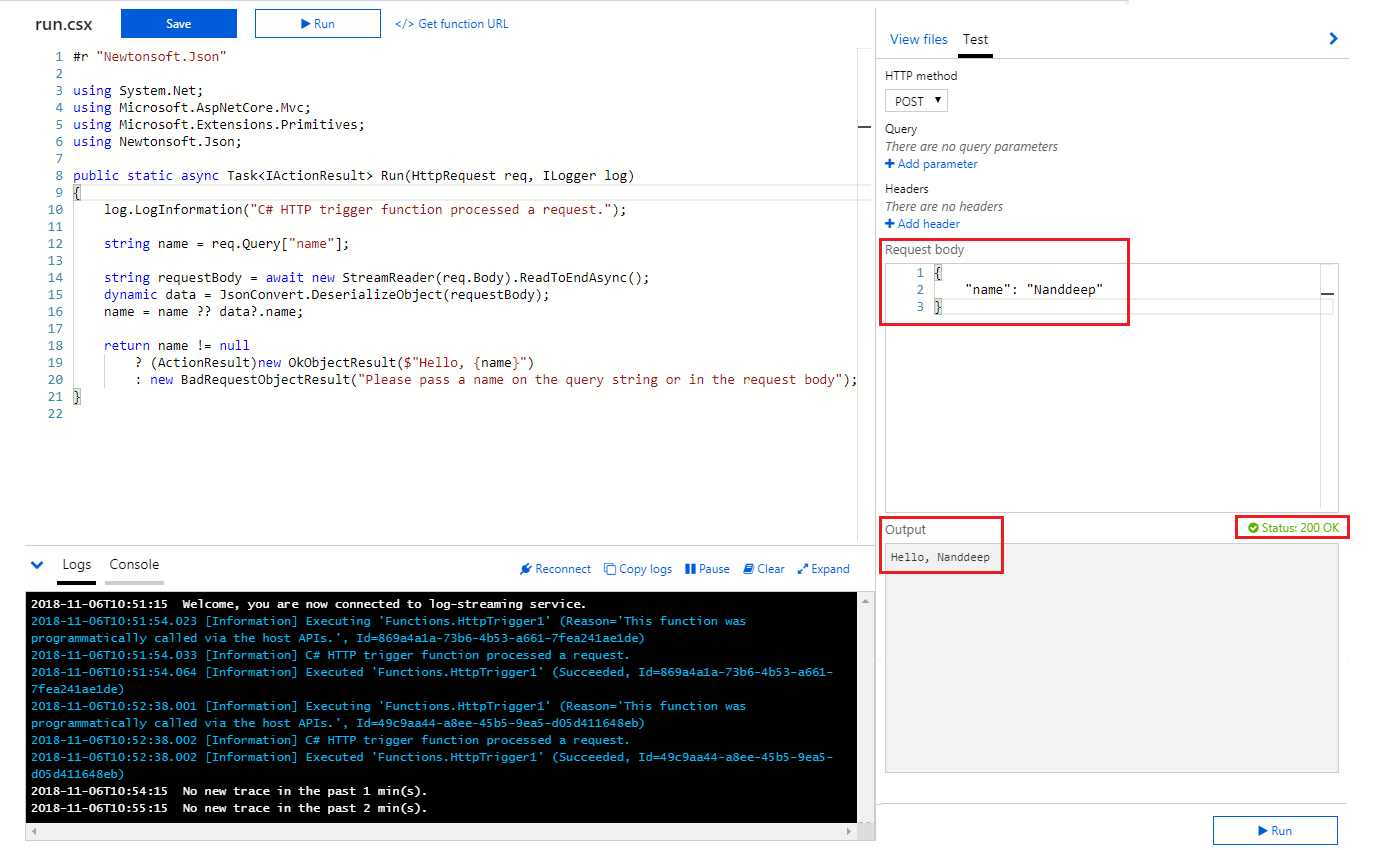 run.csx
Save
Run
</> Get function URL
1 #r "Newtonsoft.Json"
2
3 using System.Net;
4 using Microsoft.AspNetCore.Mvc;
5 using Microsoft.Extensions.Primitives;
6 using Newtonsoft.Json;
7
8 public static async Task<IActionResult> Run(HttpRequest req, ILogger log)
9 {
10     log.LogInformation("C# HTTP trigger function processed a request.");
11
12     string name = req.Query["name"];
13
14     string requestBody = await new StreamReader(req.Body).ReadToEndAsync();
15     dynamic data = JsonConvert.DeserializeObject(requestBody);
16     name = name ?? data?.name;
17
18     return name != null
19         ? (ActionResult)new OkObjectResult($"Hello, {name}")
20         : new BadRequestObjectResult("Please pass a name on the query string or in the request body");
21 }
22
Logs
Console
Reconnect
Copy logs
Pause
Clear
Expand
2018-11-06T10:51:15  Welcome, you are now connected to log-streaming service.
2018-11-06T10:51:54.023 [Information] Executing 'Functions.HttpTrigger1' (Reason='This function was
programmatically called via the host APIs.', Id=869a4a1a-73b6-4b53-a661-7fea241ae1de)
2018-11-06T10:51:54.033 [Information] C# HTTP trigger function processed a request.
2018-11-06T10:51:54.064 [Information] Executed 'Functions.HttpTrigger1' (Succeeded, Id=869a4a1a-73b6-4b53-a661-
7fea241ae1de)
2018-11-06T10:52:38.001 [Information] Executing 'Functions.HttpTrigger1' (Reason='This function was
programmatically called via the host APIs.', Id=49c9aa44-a8ee-45b5-9ea5-d05d411648eb)
2018-11-06T10:52:38.002 [Information] C# HTTP trigger function processed a request.
2018-11-06T10:52:38.002 [Information] Executed 'Functions.HttpTrigger1' (Succeeded, Id=49c9aa44-a8ee-45b5-9ea5-
d05d411648eb)
2018-11-06T10:54:15  No new trace in the past 1 min(s).
2018-11-06T10:55:15  No new trace in the past 2 min(s).
View files
Test
HTTP method
POST
Query
There are no query parameters
+ Add parameter
Headers
There are no headers
+ Add header
Request body
1 {
2     "name": "Nanddeep"
3 }
Output
Status: 200 OK
Hello, Nanddeep
Run